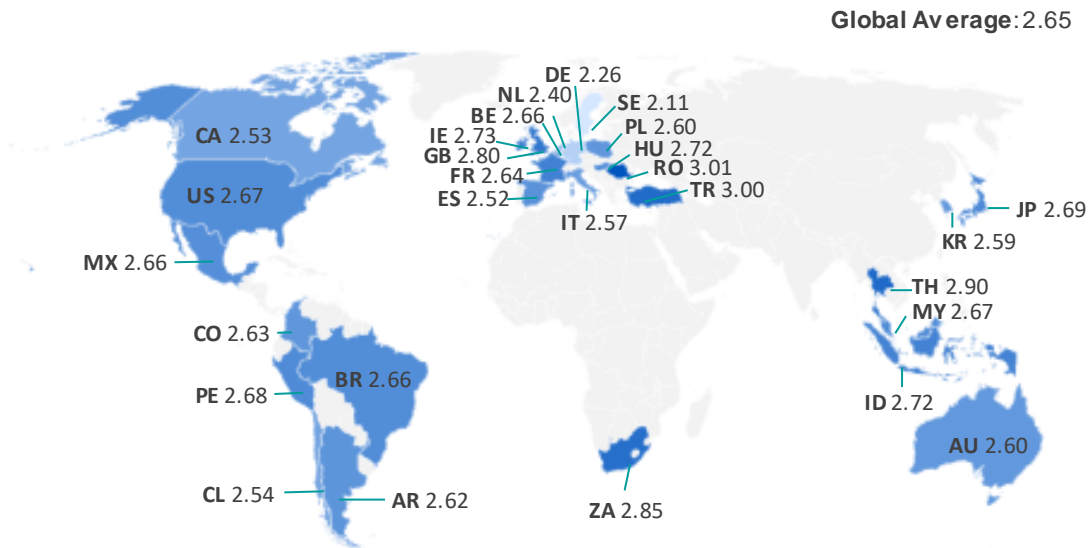 Global Average: 2.65
DE 2.26
NL 2.40
SE 2.11
BE 2.66
PL 2.60
CA 2.53
IE 2.73
HU 2.72
GB 2.80
RO 3.01
FR 2.64
TR 3.00
US 2.67
ES 2.52
JP 2.69
IT 2.57
KR 2.59
MX 2.66
TH 2.90
MY 2.67
CO 2.63
BR 2.66
PE 2.68
ID 2.72
AU 2.60
CL 2.54
AR 2.62
ZA 2.85